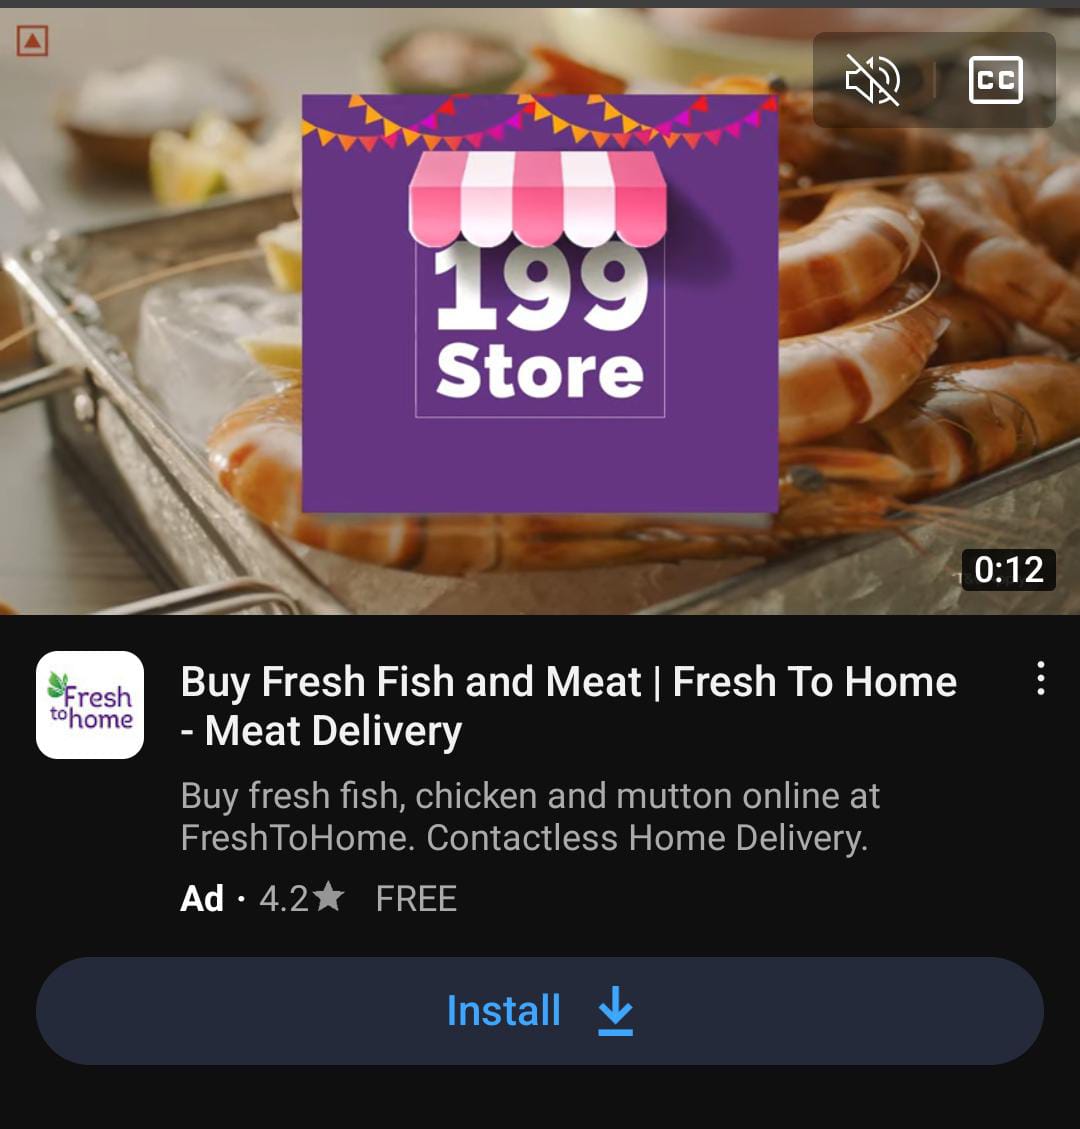 CC
199
Store
0:12
Fresh
to home
Buy Fresh Fish and Meat | Fresh To Home
- Meat Delivery
Buy fresh fish, chicken and mutton online at
FreshToHome. Contactless Home Delivery.
Ad · 4.2★ FREE
Install